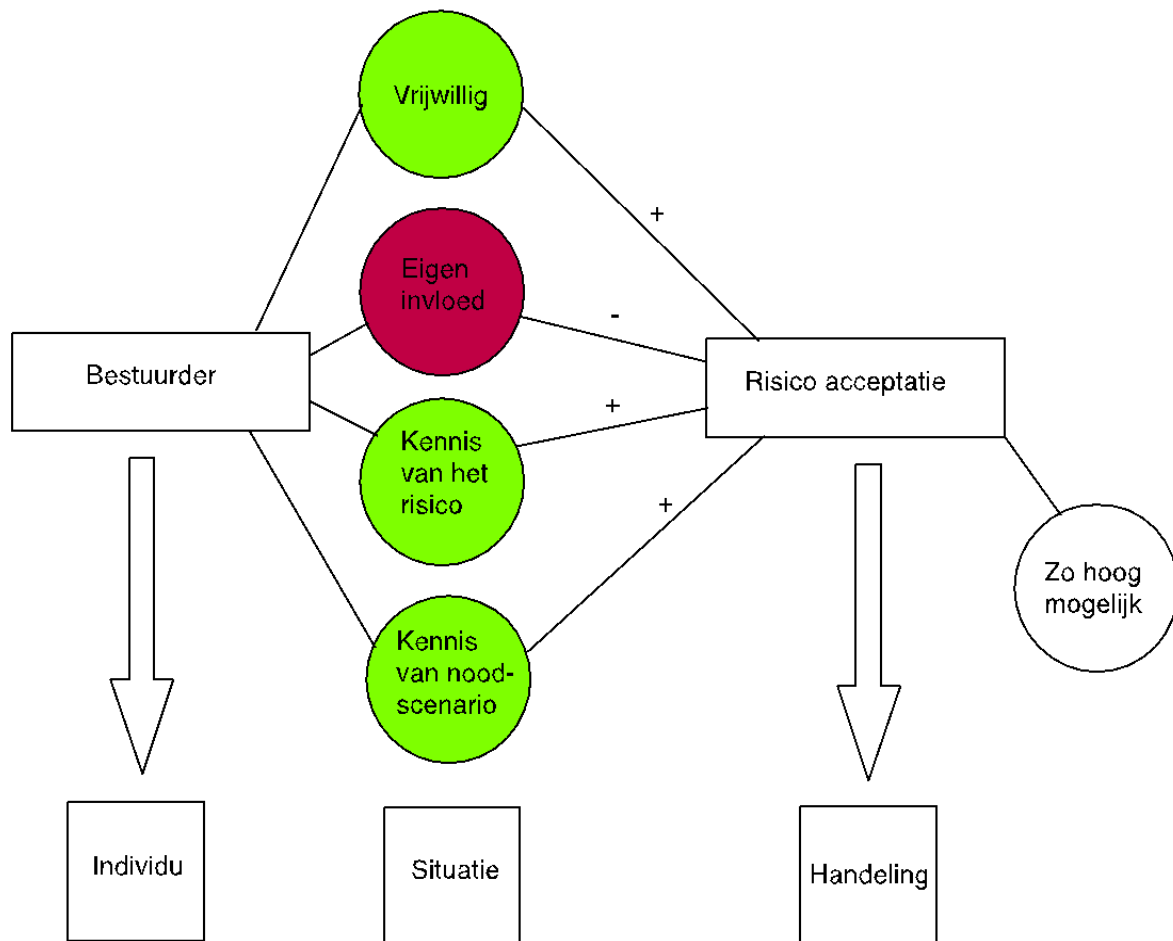 Vrijwillig
+
Eigen
invloed
-
Bestuurder
Risico acceptatie
+
Kennis
van het
risico
+
Zo hoog
mogelijk
Kennis
van nood-
scenario
Individu
Situatie
Handeling